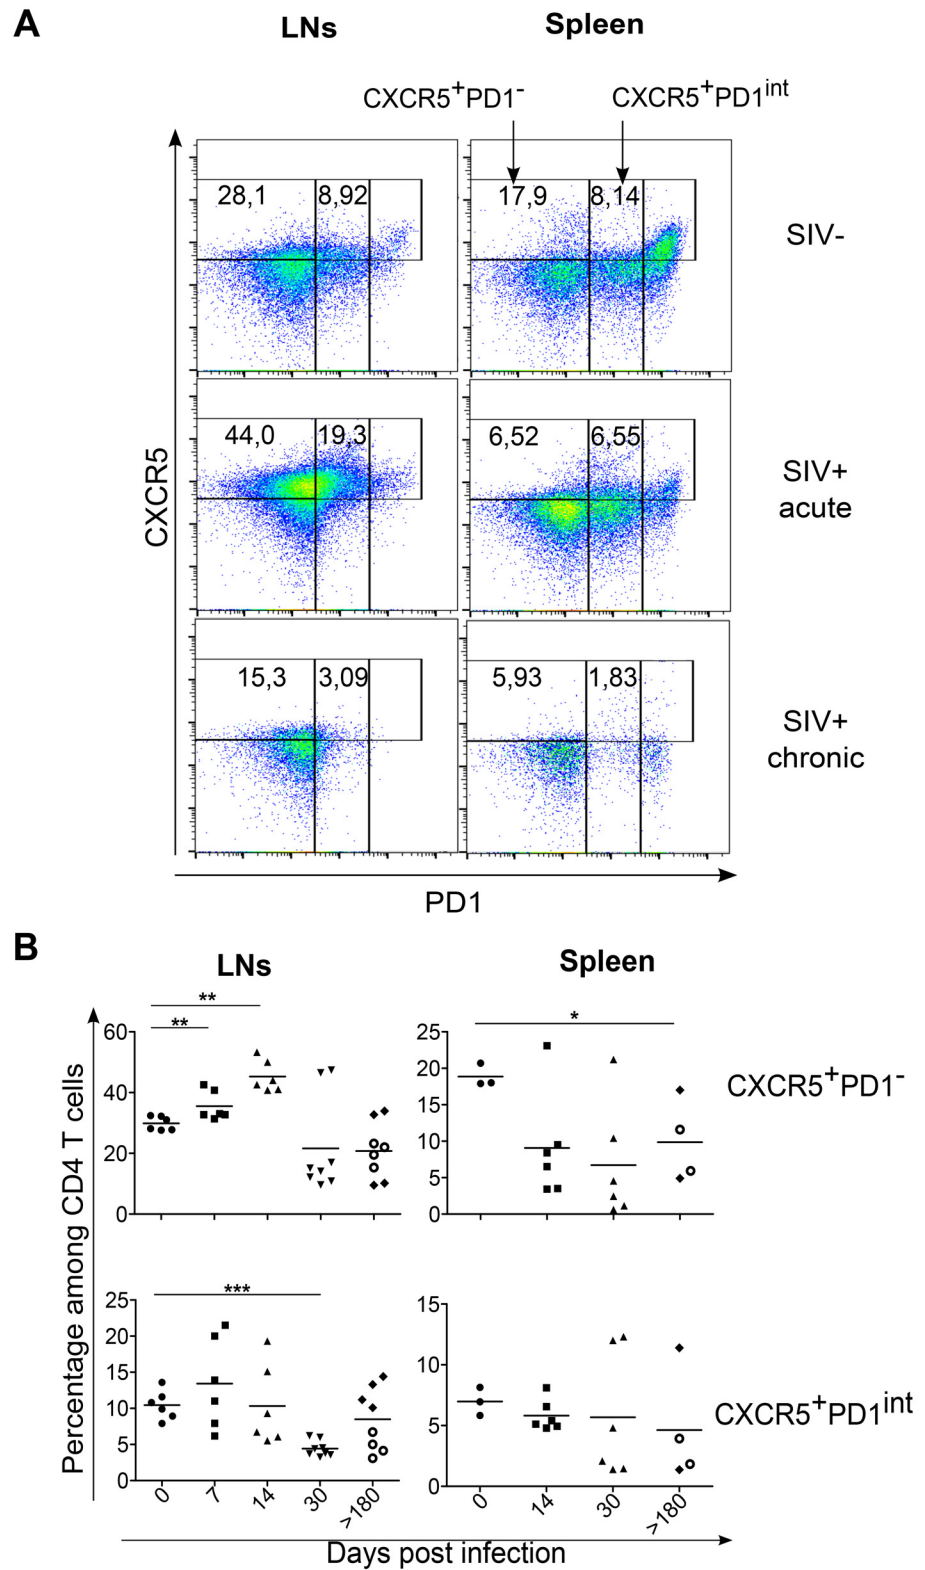 A
LNs
Spleen
CXCR5+PD1-
CXCR5+PD1int
28,1
8,92
17,9
8,14
SIV-
44,0
19,3
6,52
6,55
SIV+
acute
15,3
3,09
5,93
1,83
SIV+
chronic
CXCR5
PD1
B
LNs
Spleen
**
**
60
40
20
0
*
25
20
15
10
5
0
CXCR5+PD1-
***
25
20
15
10
5
0
0
7
14
30
>180
15
10
5
0
0
14
30
>180
CXCR5+PD1int
Percentage among CD4 T cells
Days post infection